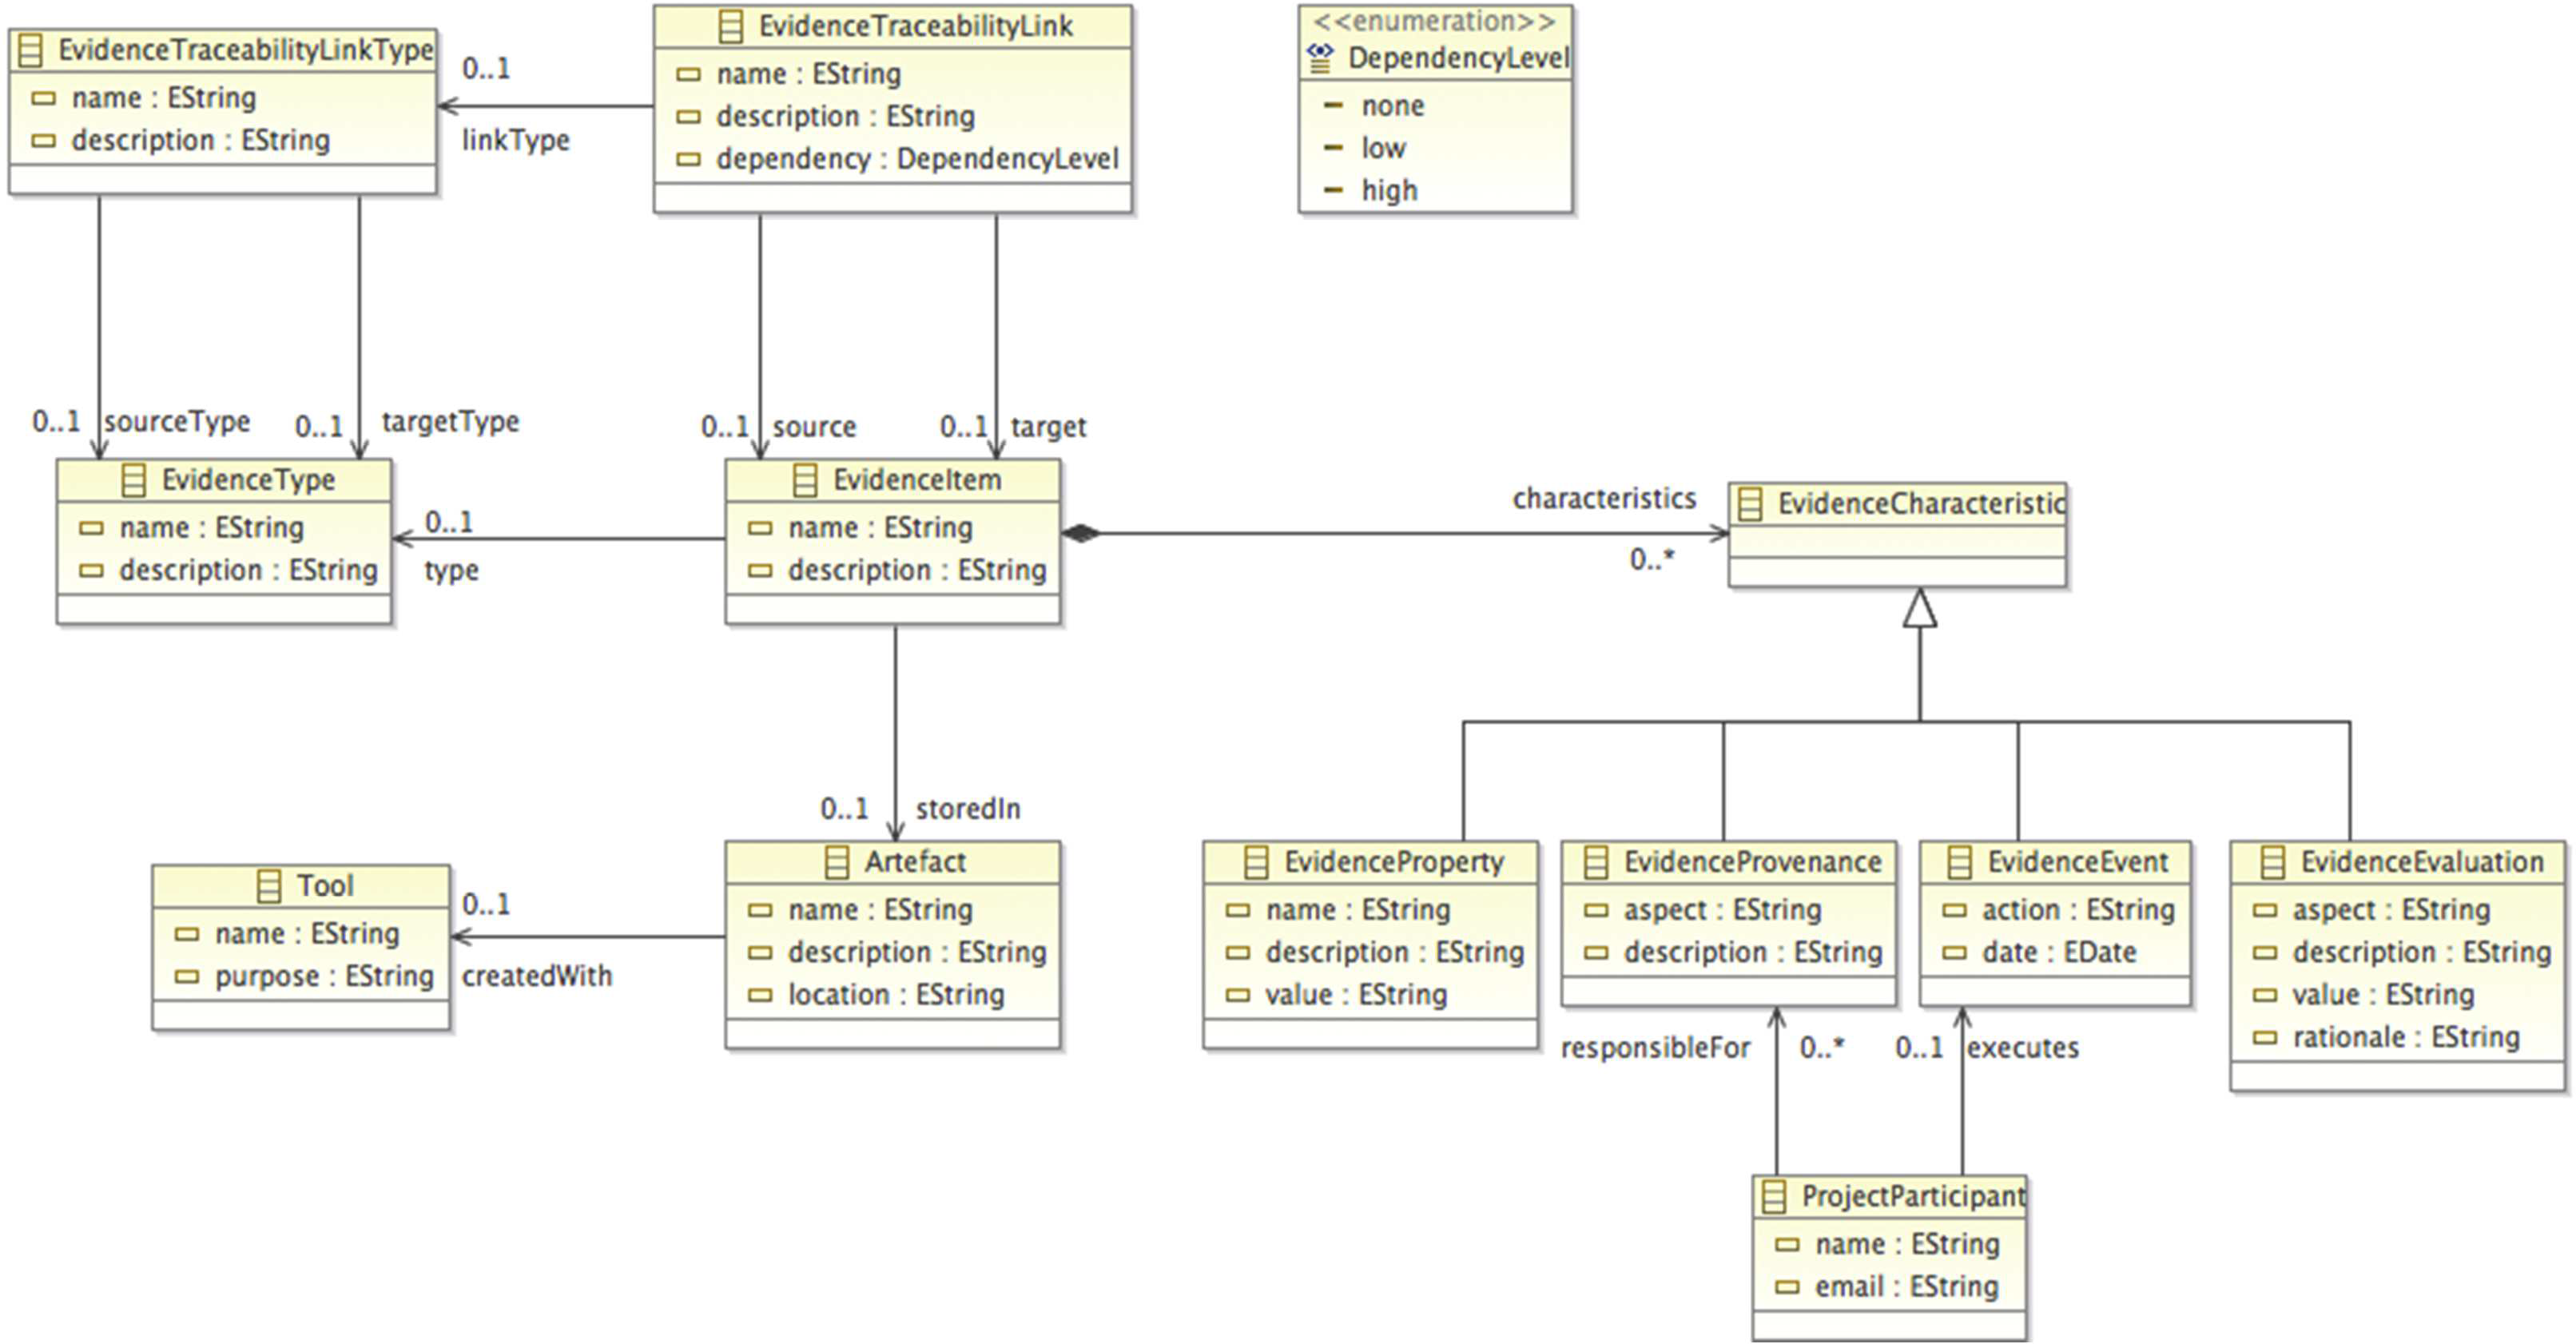 EvidenceTraceabilityLinkType
name : EString
description : EString
0..1
linkType
EvidenceTraceabilityLink
name : EString
description : EString
dependency : DependencyLevel
<<enumeration>>
DependencyLevel
none
low
high
0..1 sourceType
0..1 targetType
0..1 source
0..1 target
EvidenceType
name : EString
description : EString
0..1
type
EvidenceItem
name : EString
description : EString
characteristics
0..*
EvidenceCharacteristic
0..1 storedIn
Tool
name : EString
purpose : EString
0..1
createdWith
Artefact
name : EString
description : EString
location : EString
EvidenceProperty
name : EString
description : EString
value : EString
EvidenceProvenance
aspect : EString
description : EString
EvidenceEvent
action : EString
date : EDate
EvidenceEvaluation
aspect : EString
description : EString
value : EString
rationale : EString
responsibleFor 0..*
0..1 executes
ProjectParticipant
name : EString
email : EString